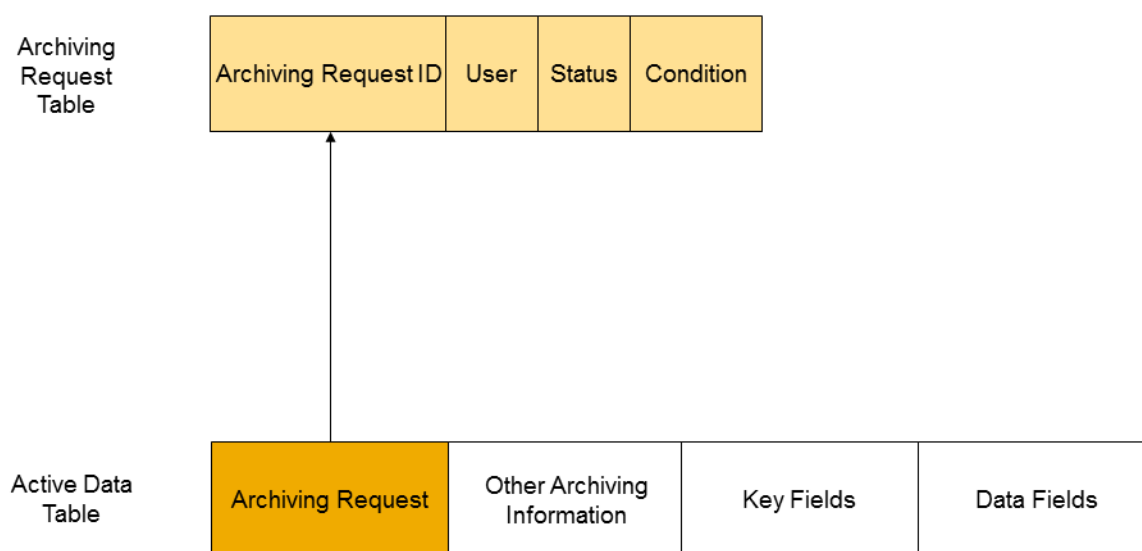 Archiving
Request
Table
Archiving Request ID
User
Status
Condition
Active Data
Table
Archiving Request
Other Archiving
Information
Key Fields
Data Fields